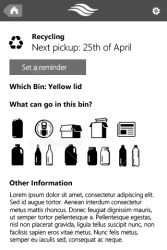 Recycling
Next pickup: 25th of April
Set a reminder
Which Bin: Yellow lid
What can go in this bin?
Other Information
Lorem ipsum dolor sit amet, consectetur adipiscing elit.
Sed id augue tortor. Aenean interdum consectetur
metus mattis rhoncus. Donec feugiat dignissim mauris,
ut semper tortor pellentesque a. Pellentesque egestas,
nisl non placerat gravida, ligula tellus suscipit nunc, non
facilisis sapien eros vitae metus. Nunc felis metus,
semper eu iaculis sed, consequat ac neque.